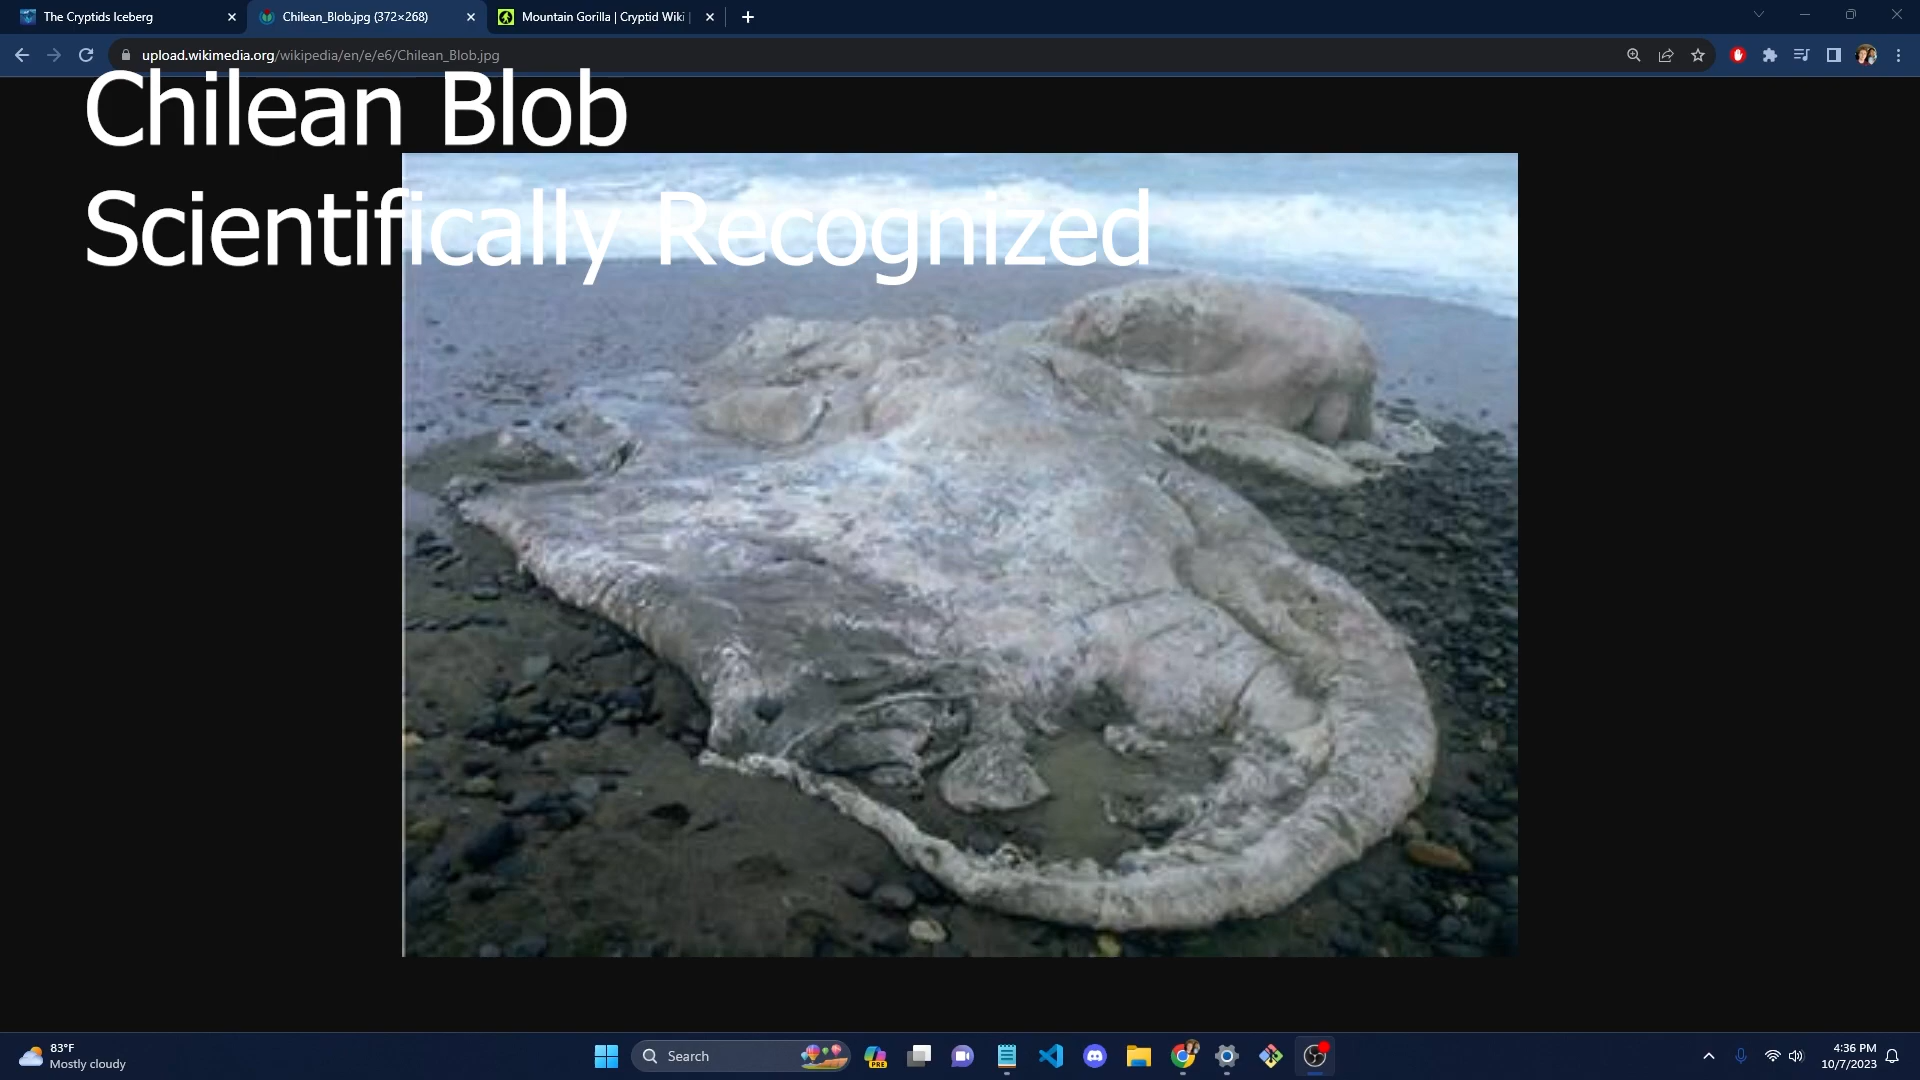 The Cryptids Iceberg
Chilean_Blob.jpg (372×268)
Mountain Gorilla | Cryptid Wiki |
upload.wikimedia.org/wikipedia/en/e/e6/Chilean_Blob.jpg
Chilean Blob
Scientifically Recognized
83°F
Mostly cloudy
Search
PRE
4:36 PM
10/7/2023